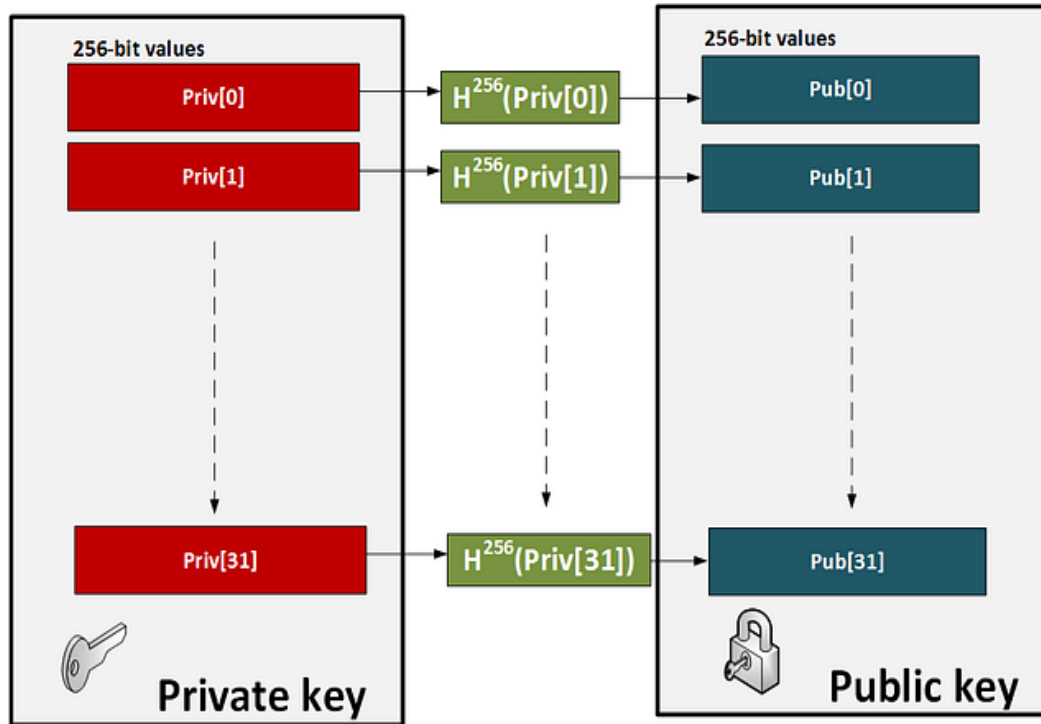 256-bit values
256-bit values
Priv[0]
H²⁵⁶(Priv[0])
Pub[0]
Priv[1]
H²⁵⁶(Priv[1])
Pub[1]
Priv[31]
H²⁵⁶(Priv[31])
Pub[31]
Private key
Public key